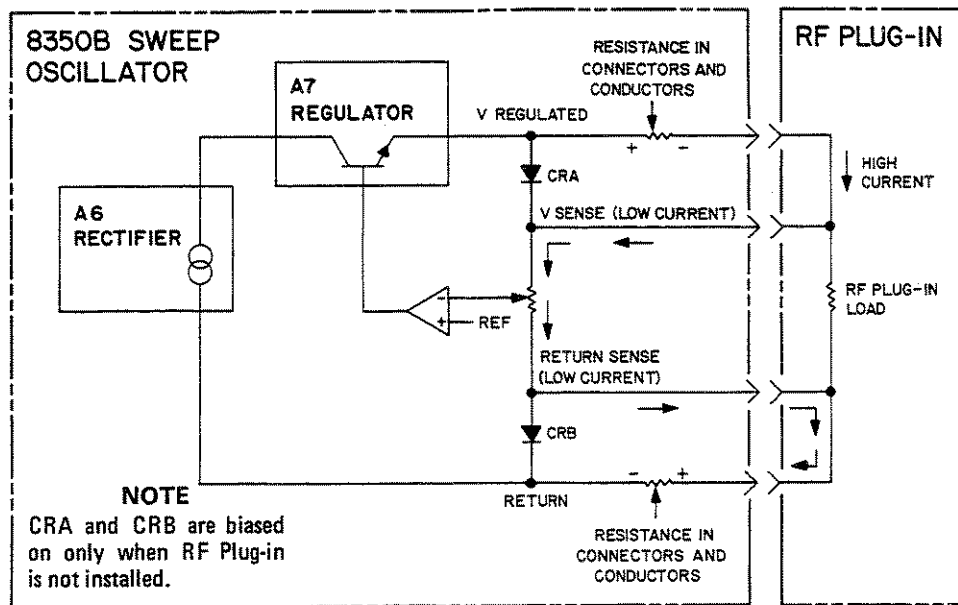 8350B SWEEP
OSCILLATOR
RF PLUG-IN
RESISTANCE IN
CONNECTORS AND
CONDUCTORS
A7
REGULATOR
V REGULATED
+ -
HIGH
CURRENT
CRA
A6
RECTIFIER
V SENSE (LOW CURRENT)
-
+
REF
RF PLUG-IN
LOAD
RETURN SENSE
(LOW CURRENT)
CRB
- +
RETURN
NOTE
CRA and CRB are biased
on only when RF Plug-in
is not installed.
RESISTANCE IN
CONNECTORS AND
CONDUCTORS